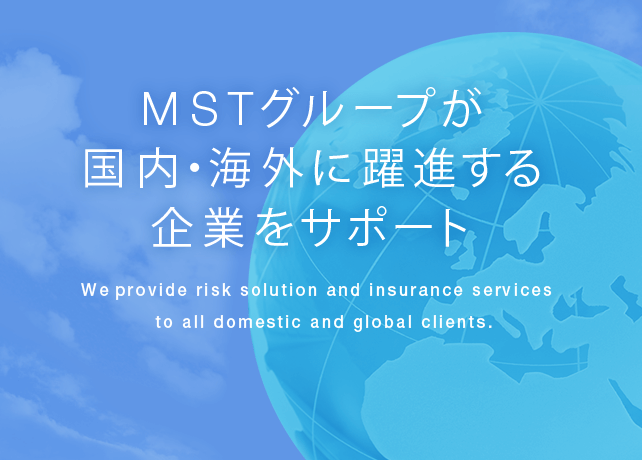 MSTグループが
国内・海外に躍進する
企業をサポート
We provide risk solution and insurance services
to all domestic and global clients.